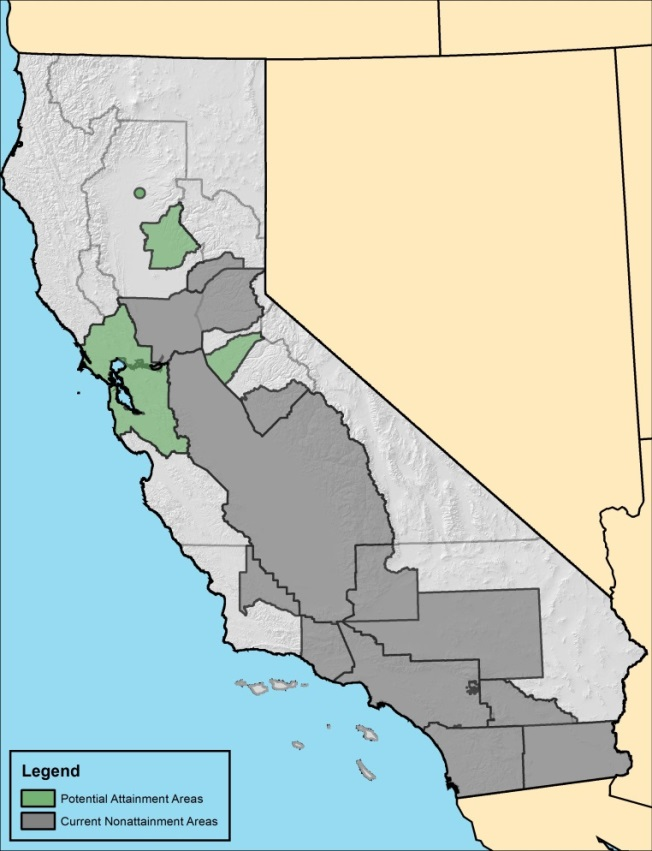 Legend
Potential Attainment Areas
Current Nonattainment Areas